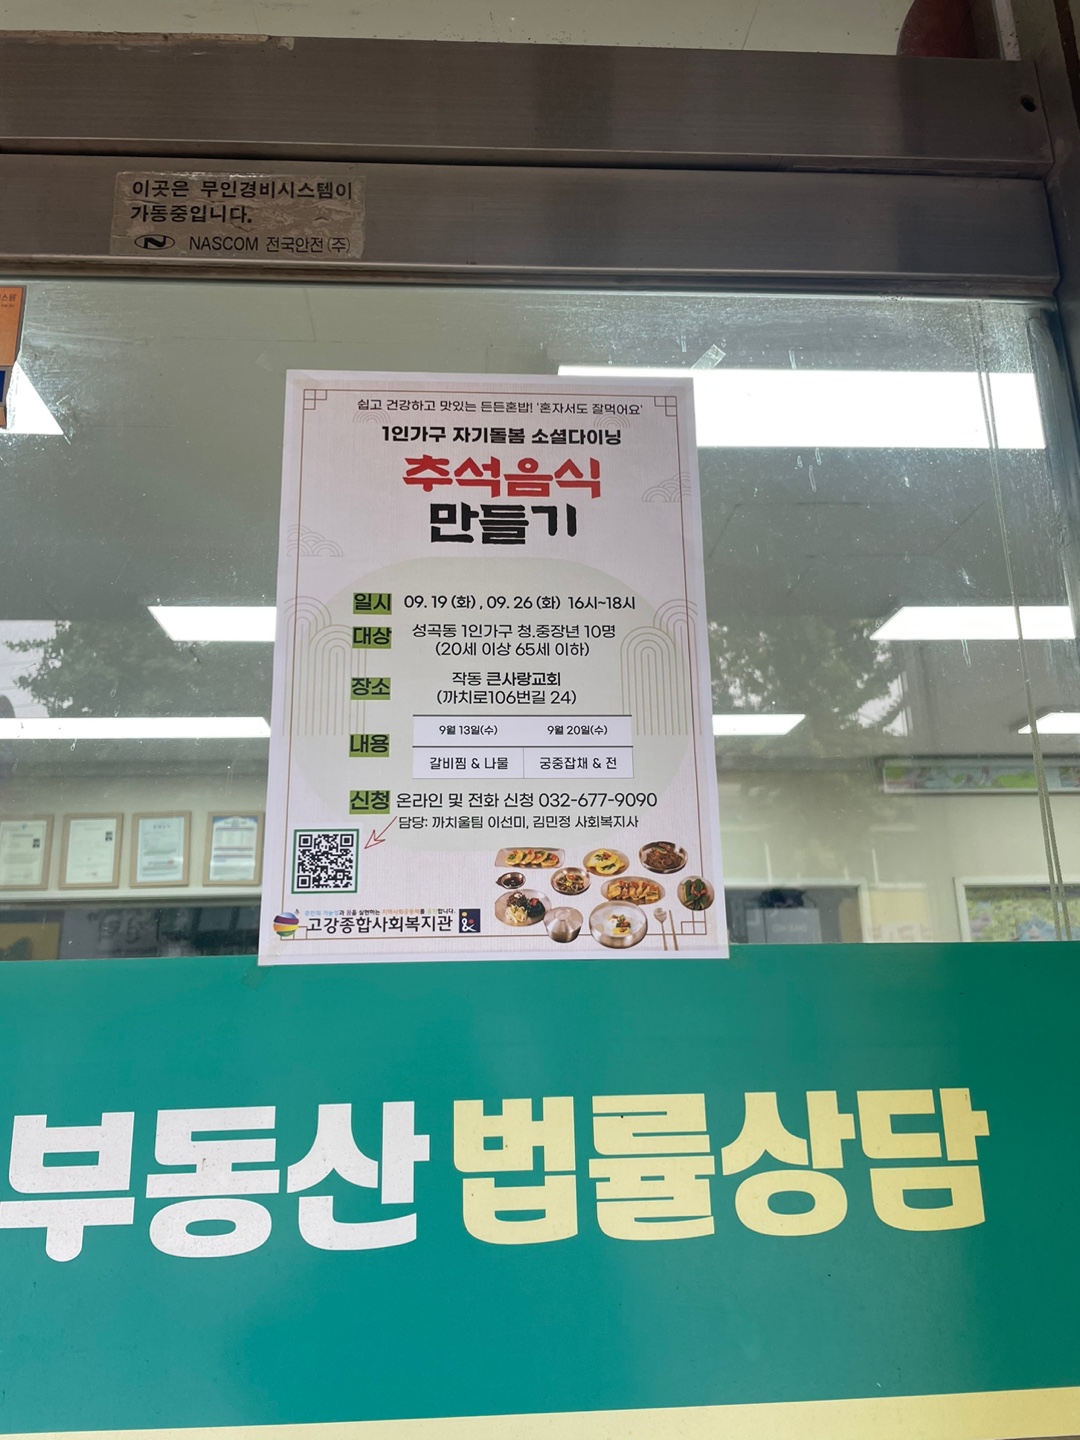 이곳은 무인경비시스템이
가동중입니다.
NASCOM 전국안전(주)
쉽고 건강하고 맛있는 든든혼밥! '혼자서도 잘먹어요'
1인가구 자기돌봄 소셜다이닝
추석음식
만들기
일시 09. 19 (화) , 09. 26 (화) 16시~18시
대상 성곡동 1인가구 청,중장년 10명
(20세 이상 65세 이하)
장소 작동 큰사랑교회
(까치로106번길 24)
내용 9월 13일(수) 9월 20일(수)
갈비찜 & 나물 궁중잡채 & 전
신청 온라인 및 전화 신청 032-677-9090
담당: 까치울팀 이선미, 김민정 사회복지사
고강종합사회복지관
부동산 법률상담